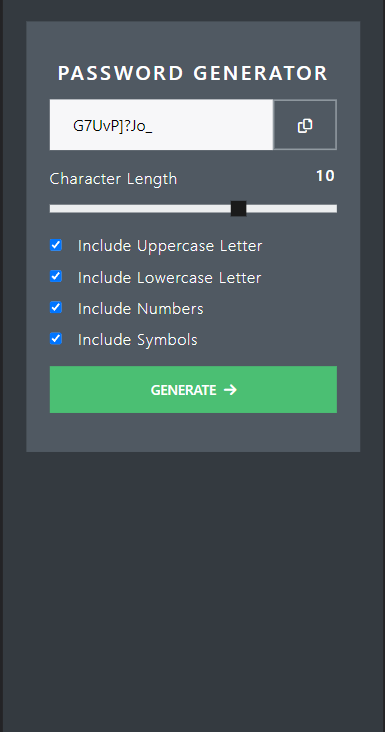 PASSWORD GENERATOR
G7UvP]?Jo_
Character Length 10
Include Uppercase Letter
Include Lowercase Letter
Include Numbers
Include Symbols
GENERATE →